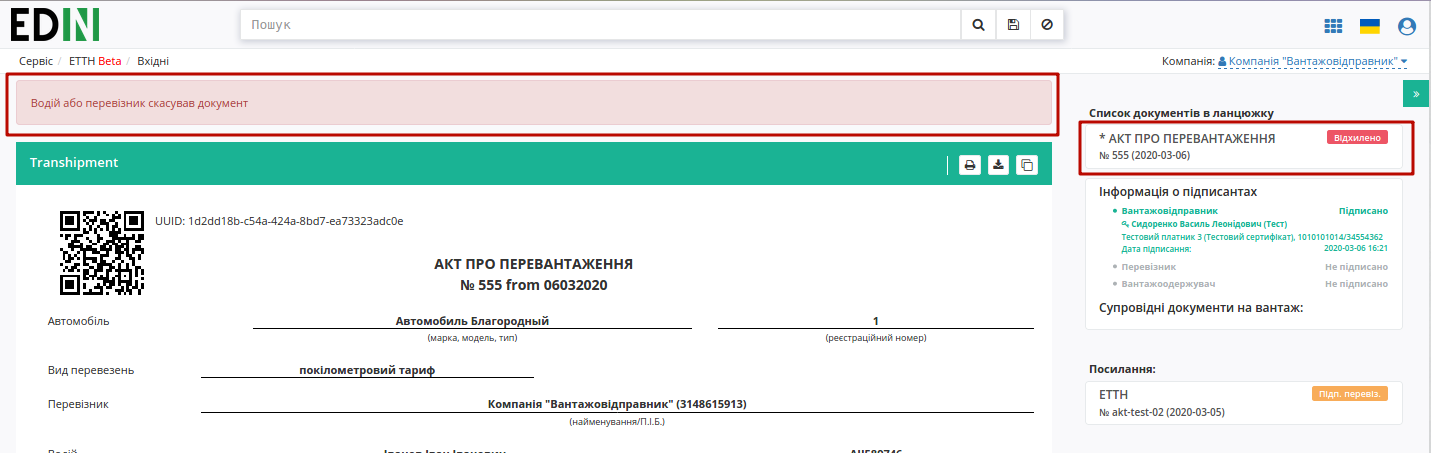 EDIN
Пошук
Сервіс / ЕТТН Beta / Вхідні
Компанія: Компанія "Вантажовідправник"
Водій або перевізник скасував документ
»
Список документів в ланцюжку
* АКТ ПРО ПЕРЕВАНТАЖЕННЯ Відхилено
№ 555 (2020-03-06)
Transhipment
Інформація о підписантах
Вантажовідправник Підписано
Сидоренко Василь Леонідович (Тест)
Тестовий платник 3 (Тестовий сертифікат), 1010101014/34554362
Дата підписання: 2020-03-06 16:21
Перевізник Не підписано
Вантажоодержувач Не підписано
Супровідні документи на вантаж:
UUID: 1d2dd18b-c54a-424a-8bd7-ea73323adc0e
АКТ ПРО ПЕРЕВАНТАЖЕННЯ
№ 555 from 06032020
Автомобіль Автомобиль Благородный 1
(марка, модель, тип) (реєстраційний номер)
Вид перевезень покілометровий тариф
Перевізник Компанія "Вантажовідправник" (3148615913)
(найменування/П.І.Б.)
Посилання:
ЕТТН Підп. перевіз.
№ akt-test-02 (2020-03-05)